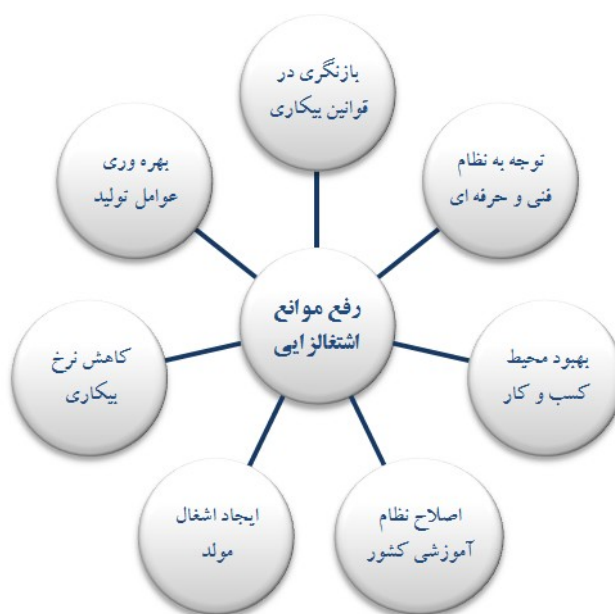 بازنگری در
قوانین بیکاری
توجه به نظام
فنی و حرفه ای
بهبود محیط
کسب و کار
اصلاح نظام
آموزشی کشور
ایجاد اشغال
مولد
کاهش نرخ
بیکاری
بهره وری
عوامل تولید
رفع موانع
اشتغالزایی